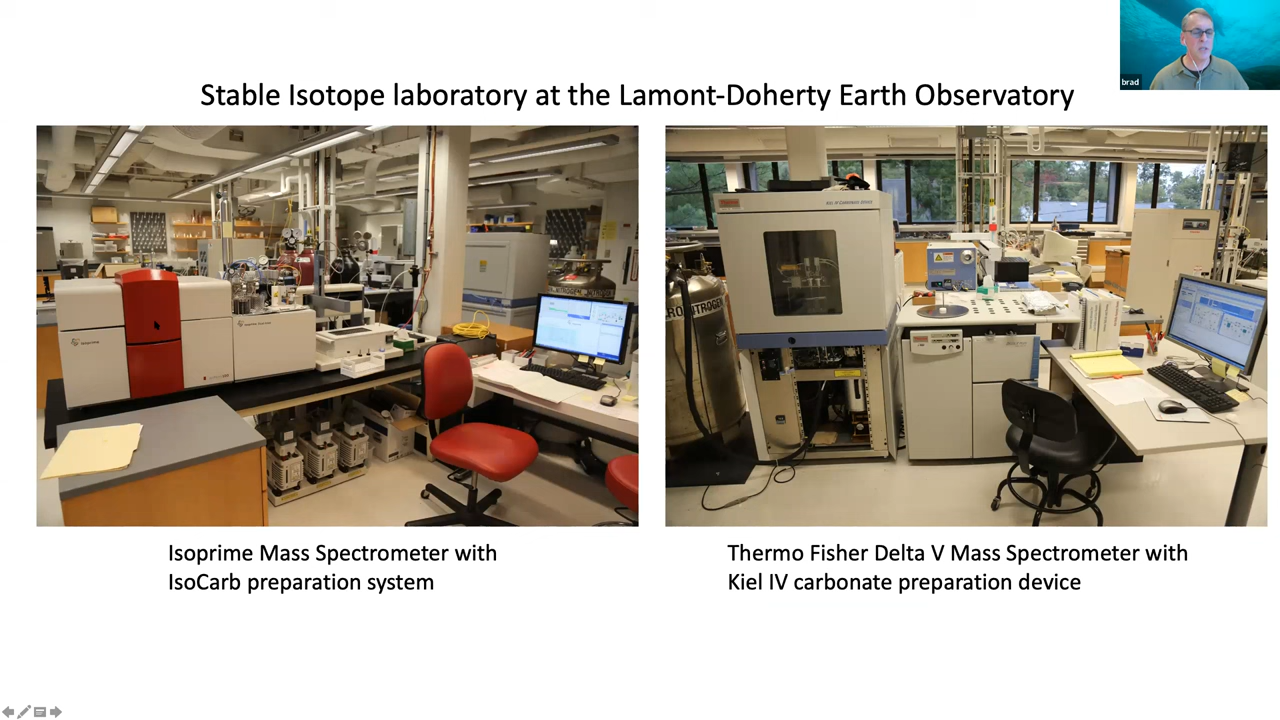 brad
Stable Isotope laboratory at the Lamont-Doherty Earth Observatory
Isoprime Mass Spectrometer with
IsoCarb preparation system
Thermo Fisher Delta V Mass Spectrometer with
Kiel IV carbonate preparation device